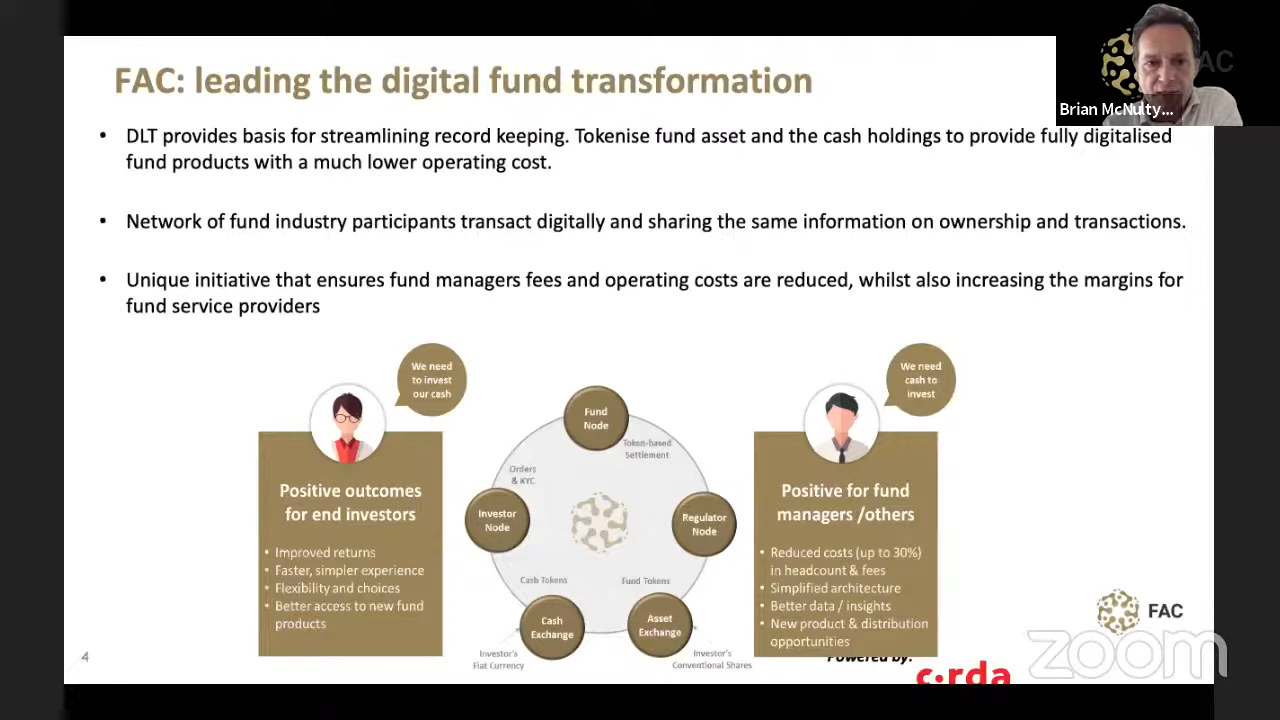 FAC: leading the digital fund transformation
AC
Brian McNulty...
• DLT provides basis for streamlining record keeping. Tokenise fund asset and the cash holdings to provide fully digitalised
fund products with a much lower operating cost.
• Network of fund industry participants transact digitally and sharing the same information on ownership and transactions.
• Unique initiative that ensures fund managers fees and operating costs are reduced, whilst also increasing the margins for
fund service providers
We need
to invest
our cash
Positive outcomes
for end investors
• Improved returns
• Faster, simpler experience
• Flexibility and choices
• Better access to new fund
products
Fund
Node
Token-based
Settlement
Orders
& KYC
Investor
Node
Regulator
Node
Cash Tokens
Fund Tokens
Cash
Exchange
Asset
Exchange
Investor's
Fiat Currency
Investor's
Conventional Shares
We need
cash to
invest
Positive for fund
managers /others
• Reduced costs (up to 30%)
in headcount & fees
• Simplified architecture
• Better data / insights
• New product & distribution
opportunities
FAC
zoom
4
Powered by:
c·rda